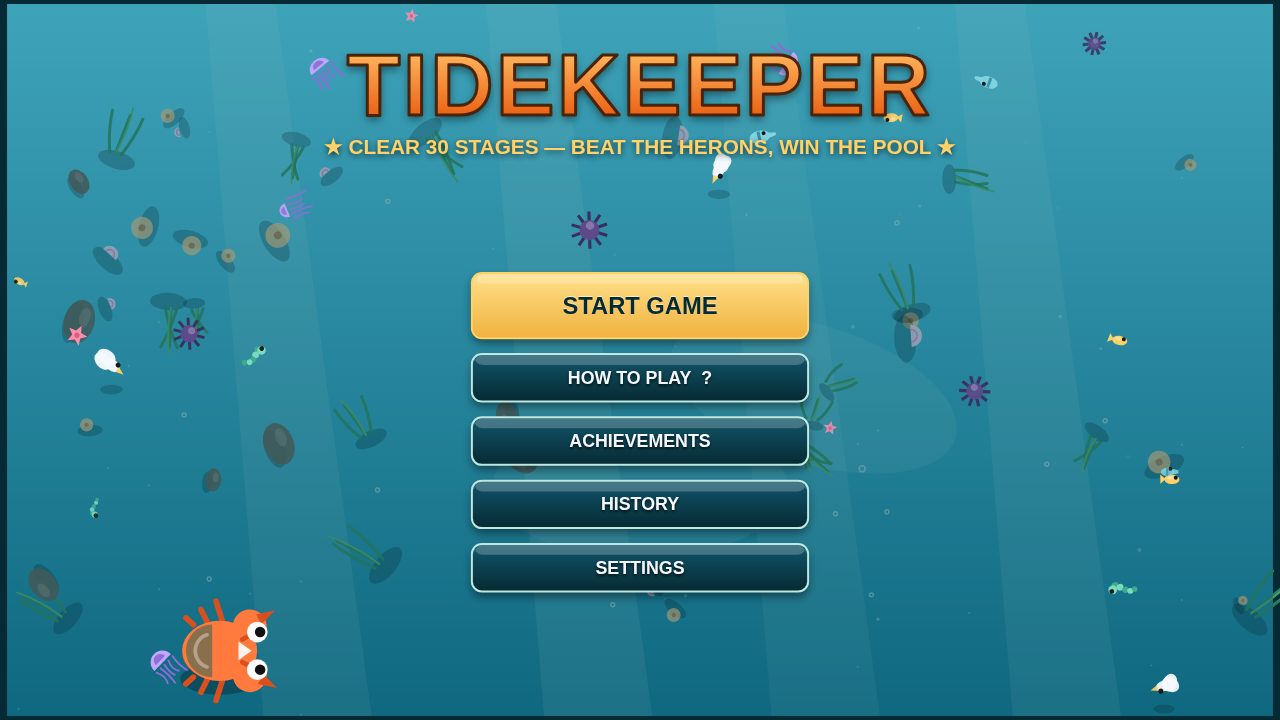 TIDEKEEPER
★ CLEAR 30 STAGES — BEAT THE HERONS, WIN THE POOL ★
START GAME
HOW TO PLAY ?
ACHIEVEMENTS
HISTORY
SETTINGS